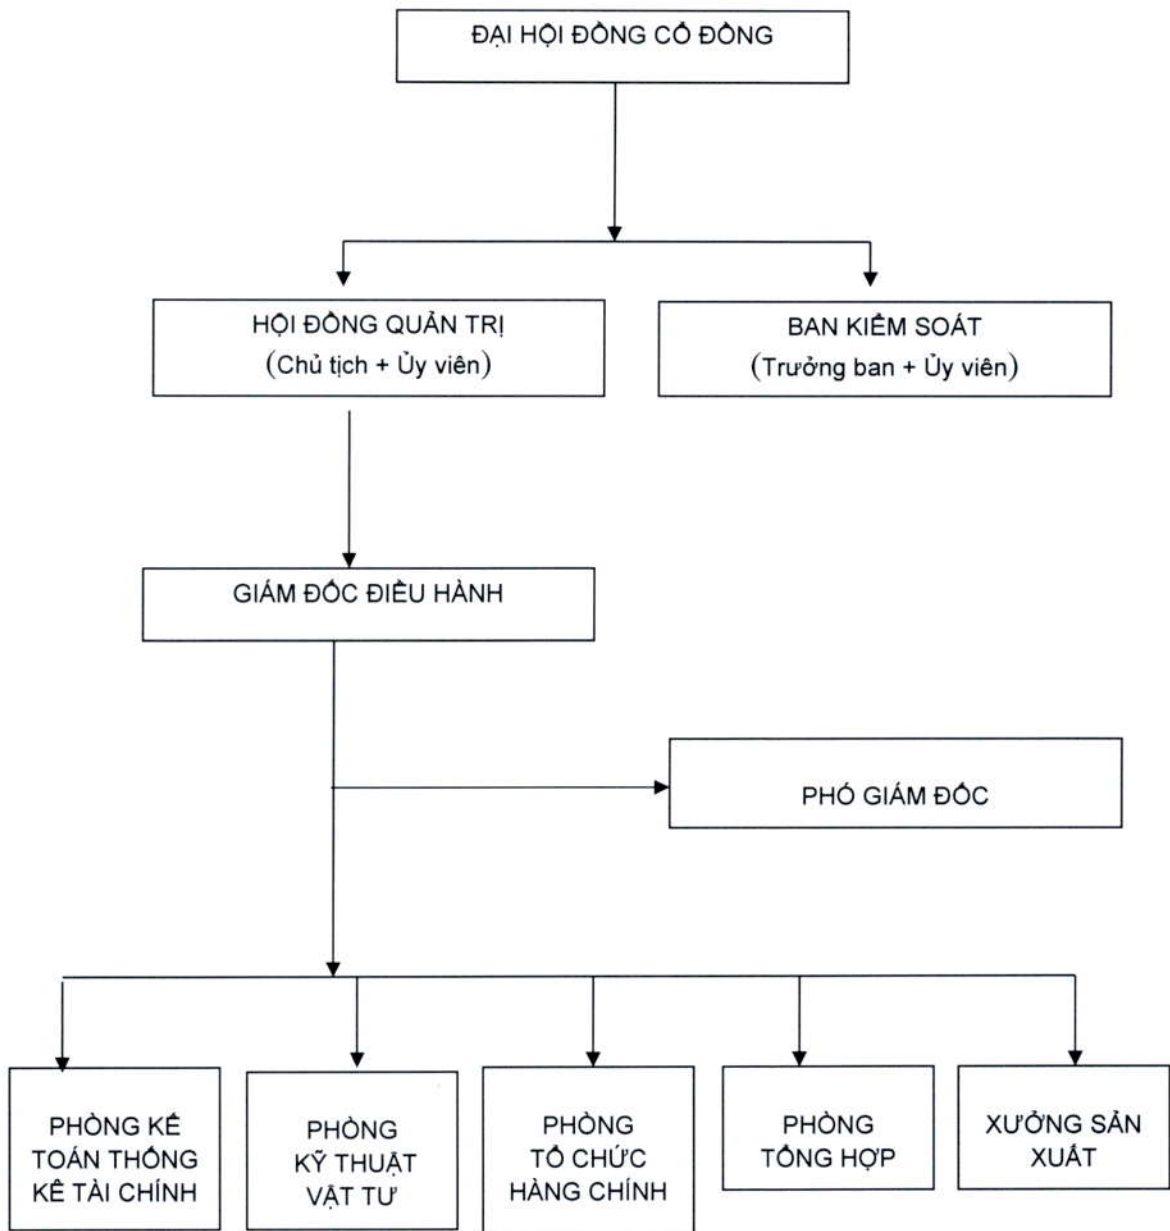 ĐẠI HỘI ĐỒNG CỔ ĐÔNG
HỘI ĐỒNG QUẢN TRỊ
(Chủ tịch + Ủy viên)
BAN KIỂM SOÁT
(Trưởng ban + Ủy viên)
GIÁM ĐỐC ĐIỀU HÀNH
PHÓ GIÁM ĐỐC
PHÒNG KẾ
TOÁN THỐNG
KÊ TÀI CHÍNH
PHÒNG
KỸ THUẬT
VẬT TƯ
PHÒNG
TỔ CHỨC
HÀNG CHÍNH
PHÒNG
TỔNG HỢP
XƯỞNG SẢN
XUẤT